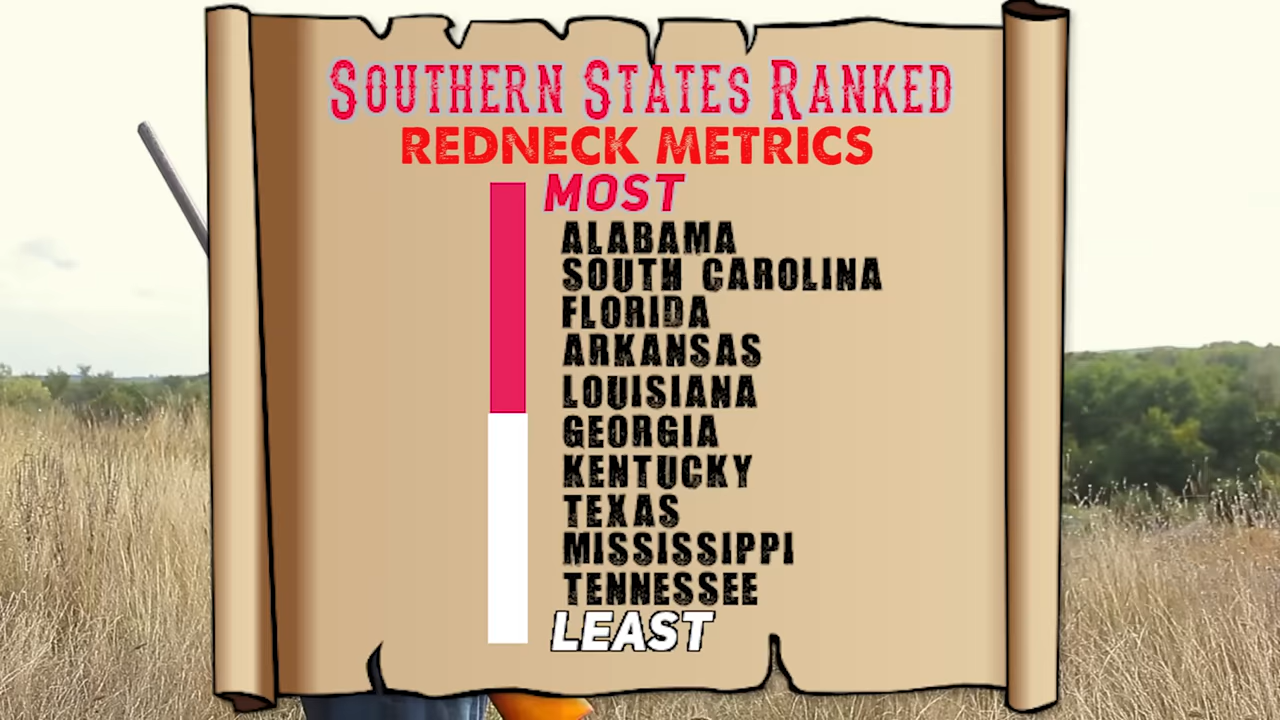 Southern States Ranked
REDNECK METRICS
MOST
ALABAMA
SOUTH CAROLINA
FLORIDA
ARKANSAS
LOUISIANA
GEORGIA
KENTUCKY
TEXAS
MISSISSIPPI
TENNESSEE
LEAST